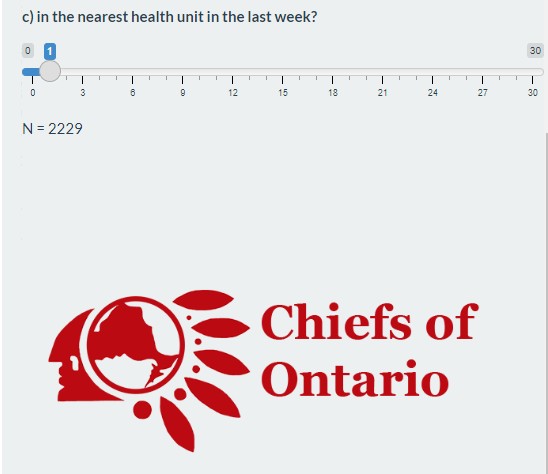 c) in the nearest health unit in the last week?
0 1 30
0 3 6 9 12 15 18 21 24 27 30
N = 2229
Chiefs of
Ontario